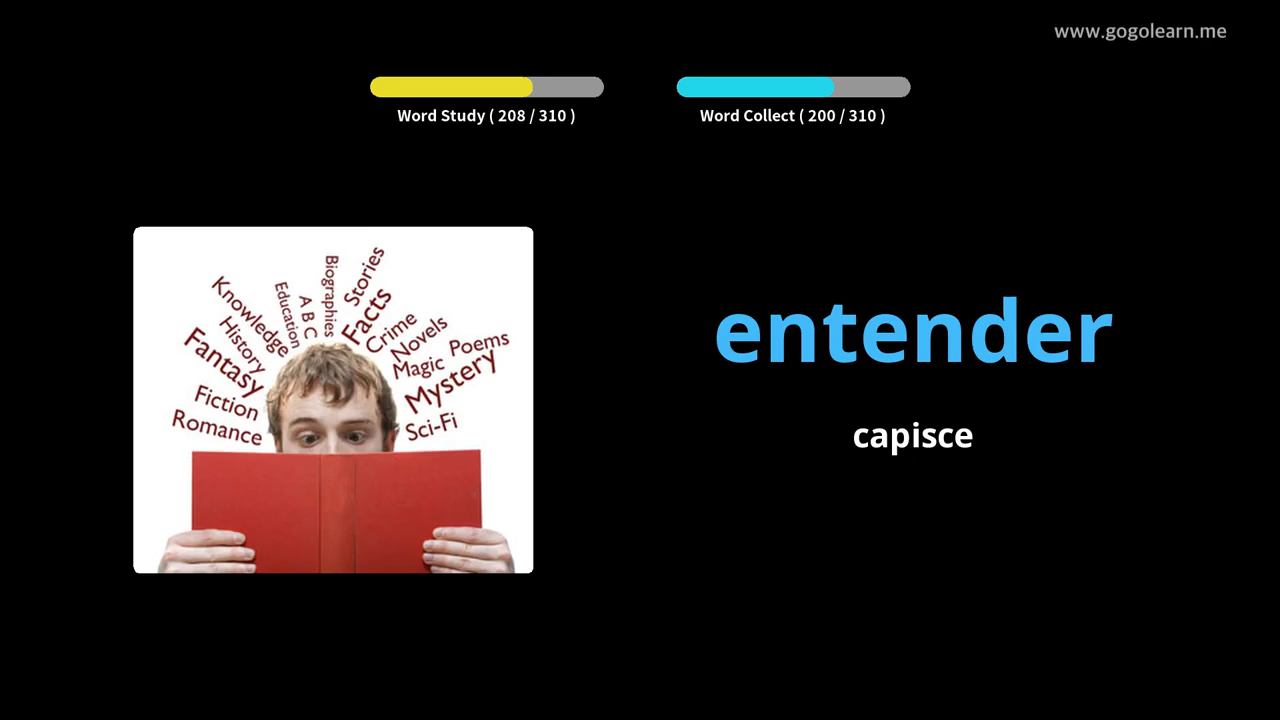 www.gogolearn.me
Word Study ( 208 / 310 )
Word Collect ( 200 / 310 )
Biographies
Stories
Education
A B C
Facts
Knowledge
Crime
History
Novels
Poems
Fantasy
Magic
Mystery
Fiction
Romance
Sci-Fi
entender
capisce